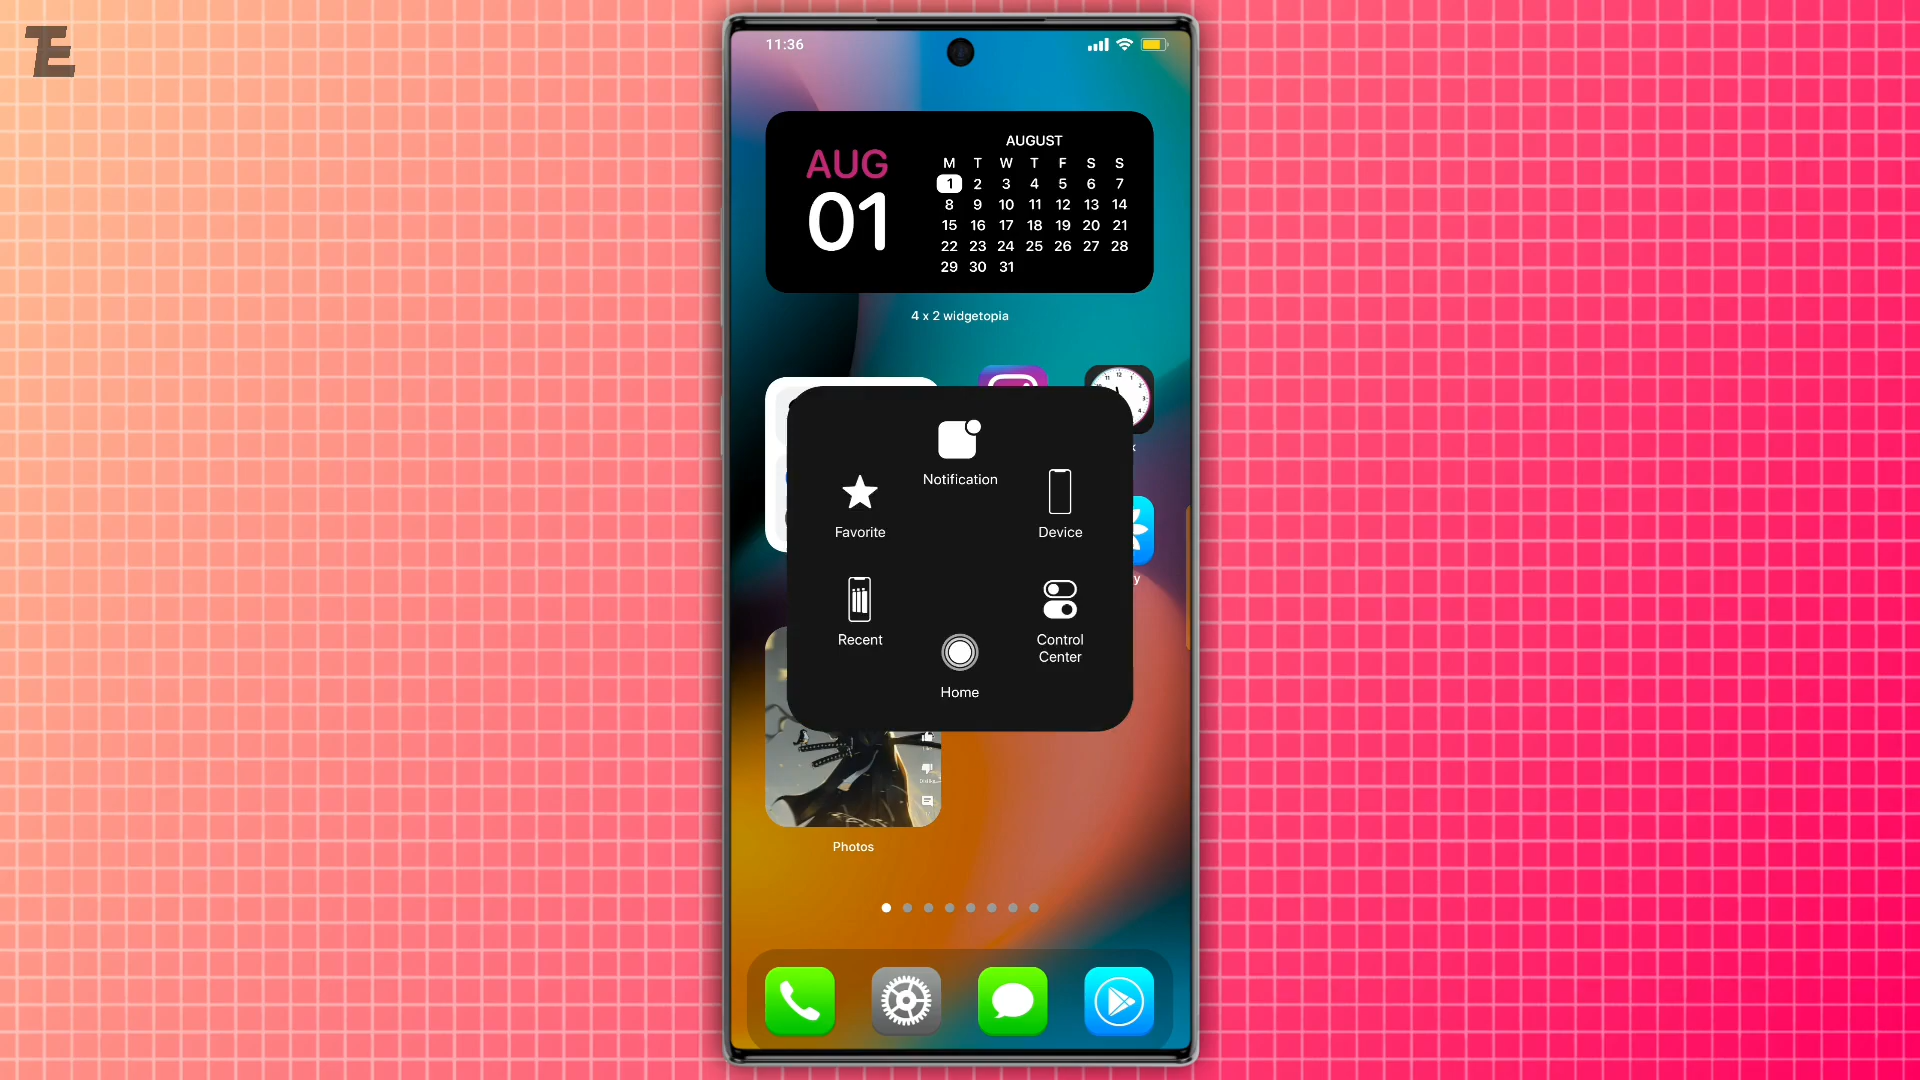 TE
11:36
AUGUST
AUG
01
M T W T F S S
1 2 3 4 5 6 7
8 9 10 11 12 13 14
15 16 17 18 19 20 21
22 23 24 25 26 27 28
29 30 31
4 x 2 widgetopia
Notification
Favorite
Device
Recent
Control
Center
Home
Photos